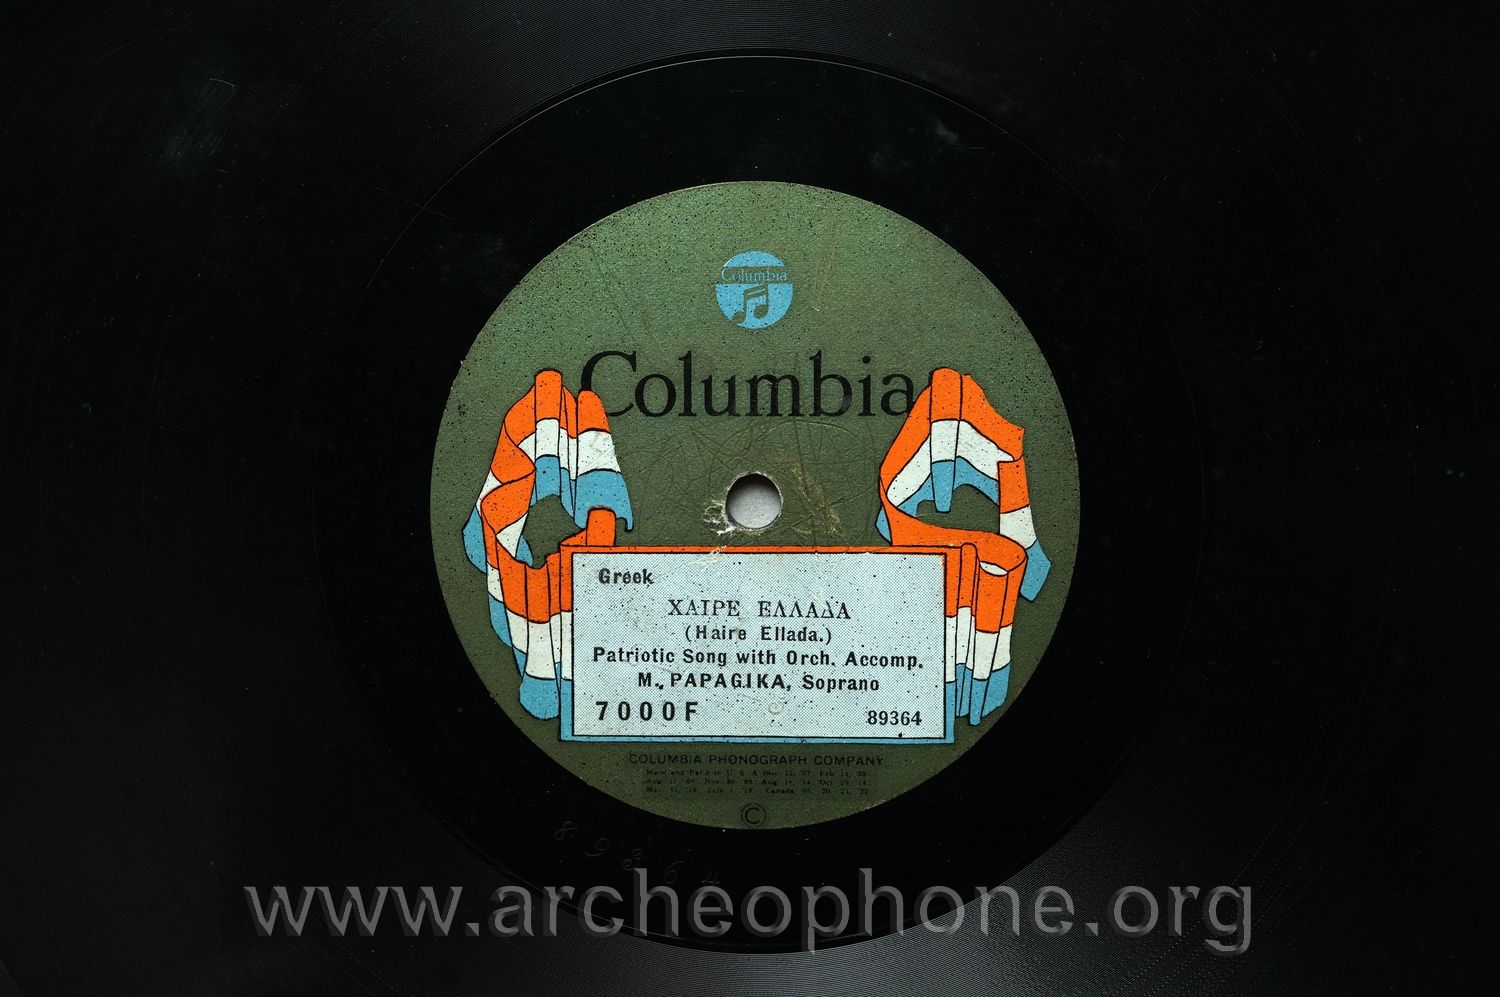 Columbia
Columbia
Greek
ΧΑΙΡΕ ΕΛΛΑΔΑ
(Haire Ellada.)
Patriotic Song with Orch. Accomp.
M. PAPAGIKA, Soprano
7000F 89364
COLUMBIA PHONOGRAPH COMPANY
©
89364
www.archeophone.org